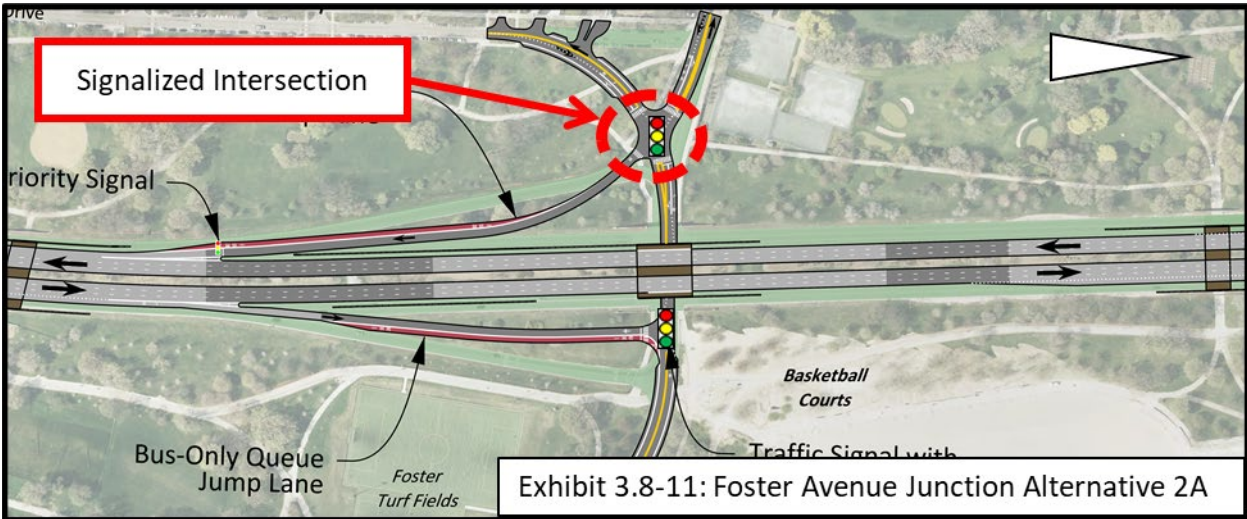 Drive
Signalized Intersection
Priority Signal
Bus-Only Queue
Jump Lane
Foster
Turf Fields
Basketball
Courts
Traffic Signal with
Exhibit 3.8-11: Foster Avenue Junction Alternative 2A